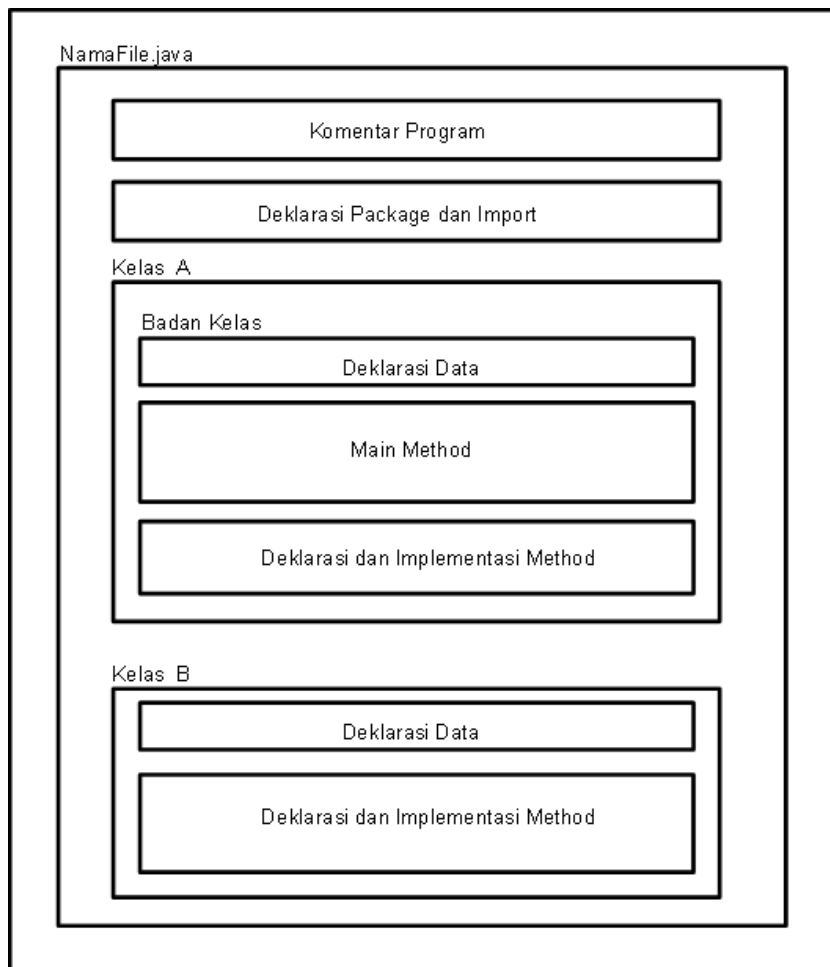 NamaFile.java
Komentar Program
Deklarasi Package dan Import
Kelas A
Badan Kelas
Deklarasi Data
Main Method
Deklarasi dan Implementasi Method
Kelas B
Deklarasi Data
Deklarasi dan Implementasi Method